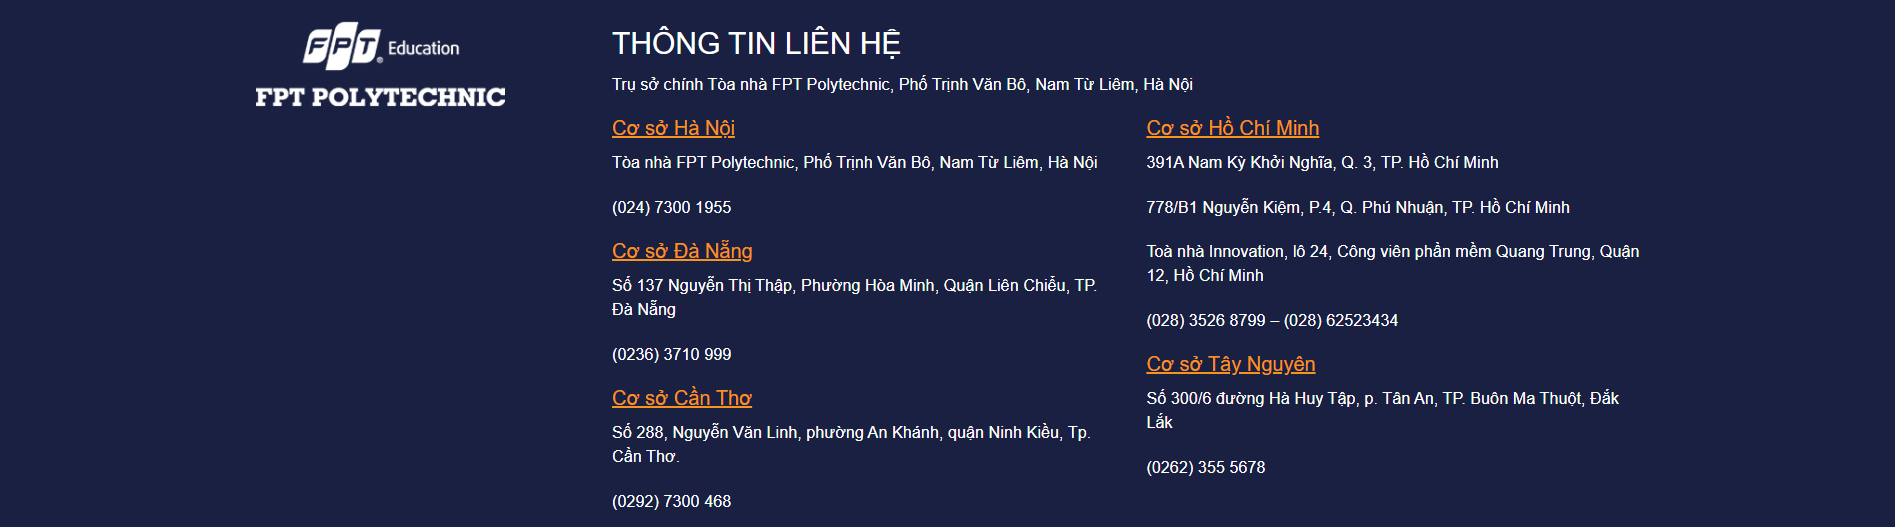 FPT Education
FPT POLYTECHNIC
THÔNG TIN LIÊN HỆ
Trụ sở chính Tòa nhà FPT Polytechnic, Phố Trịnh Văn Bô, Nam Từ Liêm, Hà Nội
Cơ sở Hà Nội
Tòa nhà FPT Polytechnic, Phố Trịnh Văn Bô, Nam Từ Liêm, Hà Nội
(024) 7300 1955
Cơ sở Đà Nẵng
Số 137 Nguyễn Thị Thập, Phường Hòa Minh, Quận Liên Chiểu, TP.
Đà Nẵng
(0236) 3710 999
Cơ sở Cần Thơ
Số 288, Nguyễn Văn Linh, phường An Khánh, quận Ninh Kiều, Tp.
Cần Thơ.
(0292) 7300 468
Cơ sở Hồ Chí Minh
391A Nam Kỳ Khởi Nghĩa, Q. 3, TP. Hồ Chí Minh
778/B1 Nguyễn Kiệm, P.4, Q. Phú Nhuận, TP. Hồ Chí Minh
Toà nhà Innovation, lô 24, Công viên phần mềm Quang Trung, Quận
12, Hồ Chí Minh
(028) 3526 8799 – (028) 62523434
Cơ sở Tây Nguyên
Số 300/6 đường Hà Huy Tập, p. Tân An, TP. Buôn Ma Thuột, Đắk
Lắk
(0262) 355 5678